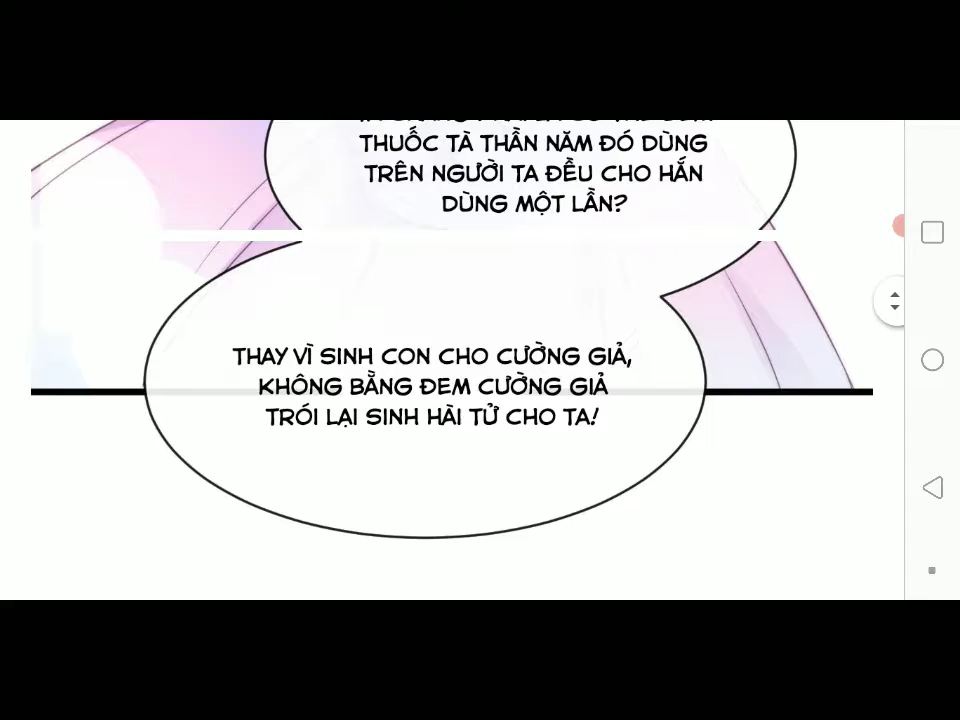 THUỐC TÀ THẦN NĂM ĐÓ DÙNG
TRÊN NGƯỜI TA ĐỀU CHO HẮN
DÙNG MỘT LẦN?
THAY VÌ SINH CON CHO CƯỜNG GIẢ,
KHÔNG BẰNG ĐEM CƯỜNG GIẢ
TRÓI LẠI SINH HÀI TỬ CHO TA!